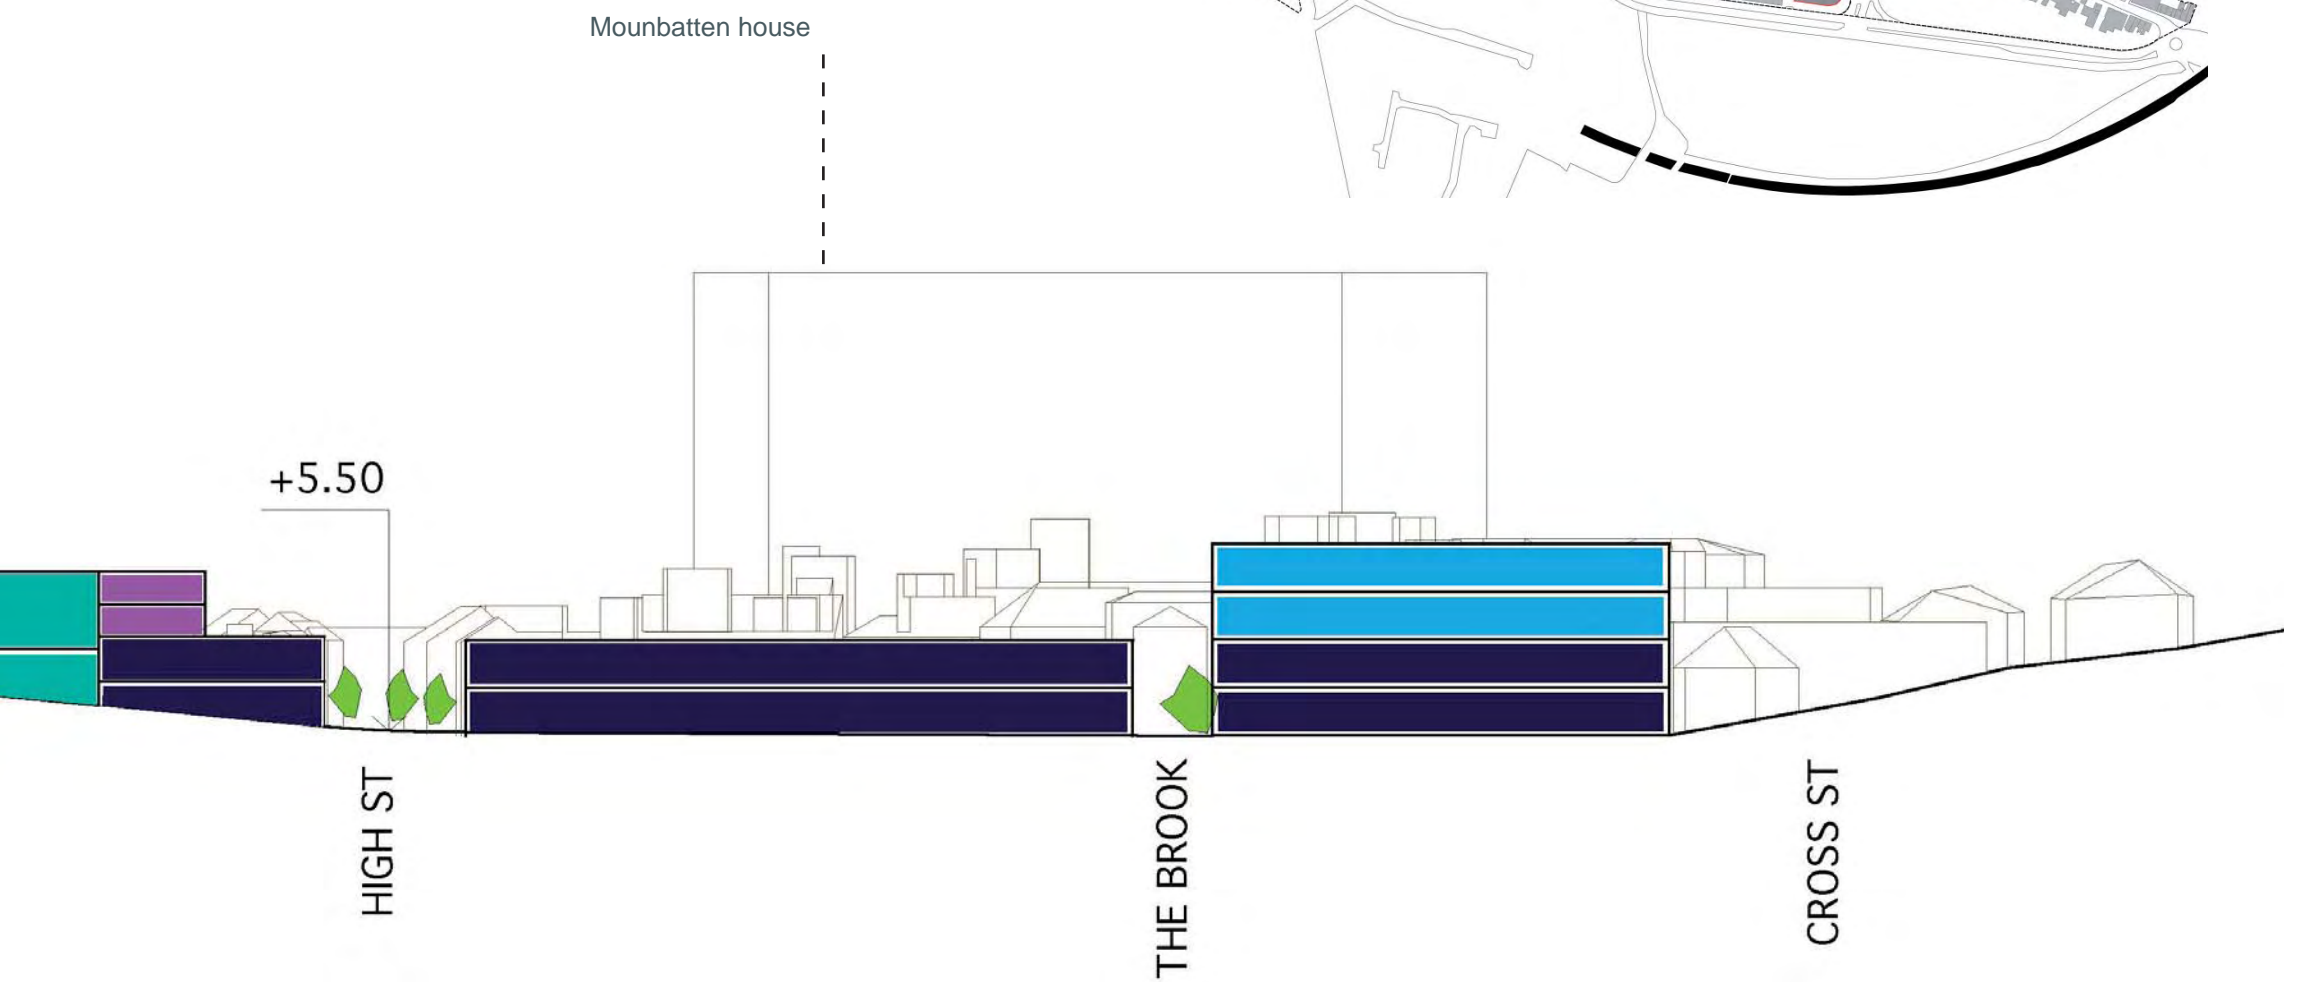 Mounbatten house
+5.50
HIGH ST
THE BROOK
CROSS ST